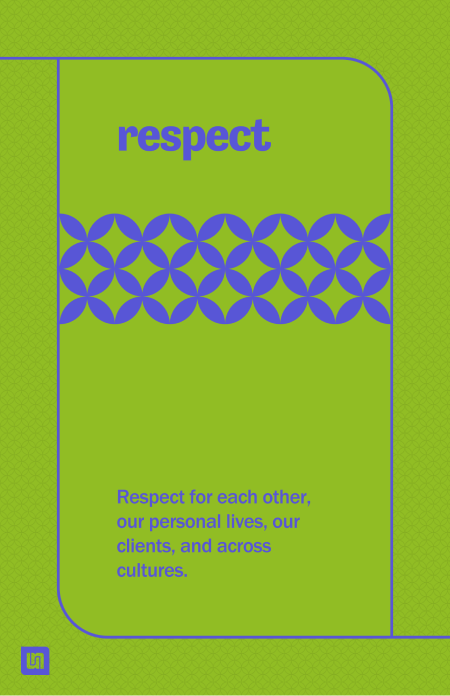 respect
Respect for each other,
our personal lives, our
clients, and across
cultures.